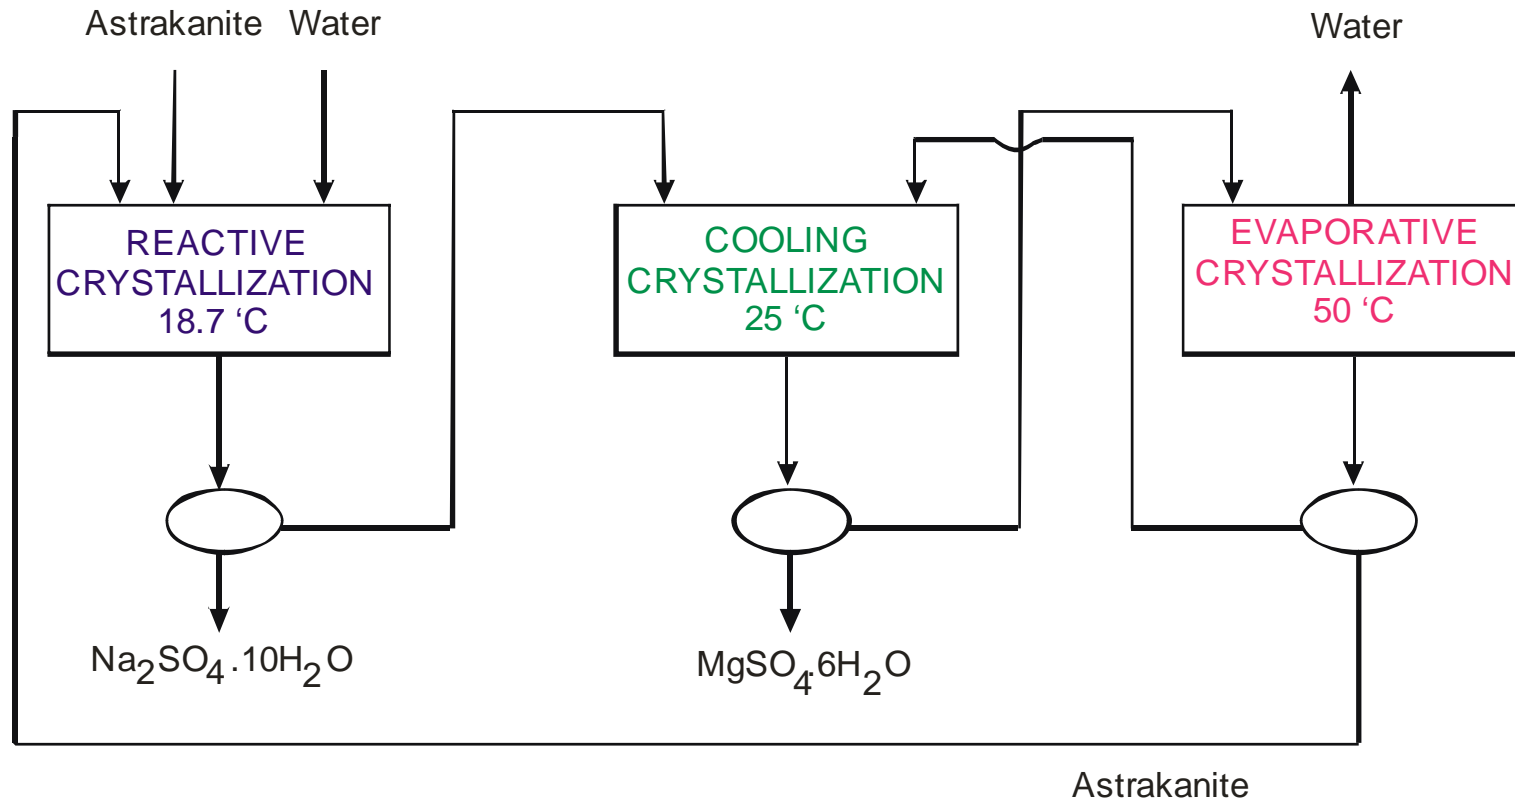 Astrakanite Water
Water
REACTIVE
CRYSTALLIZATION
18.7 ‘C
COOLING
CRYSTALLIZATION
25 ‘C
EVAPORATIVE
CRYSTALLIZATION
50 ‘C
Na2SO4.10H2O
MgSO4.6H2O
Astrakanite